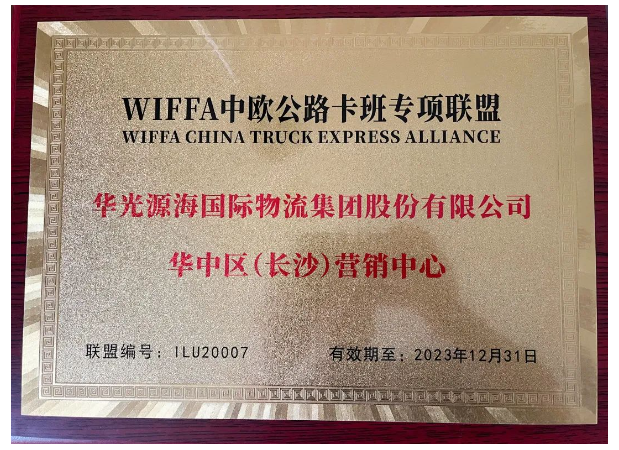 WIFFA中欧公路卡班专项联盟
WIFFA CHINA TRUCK EXPRESS ALLIANCE
华光源海国际物流集团股份有限公司
华中区(长沙)营销中心
联盟编号：ILU20007 有效期至：2023年12月31日